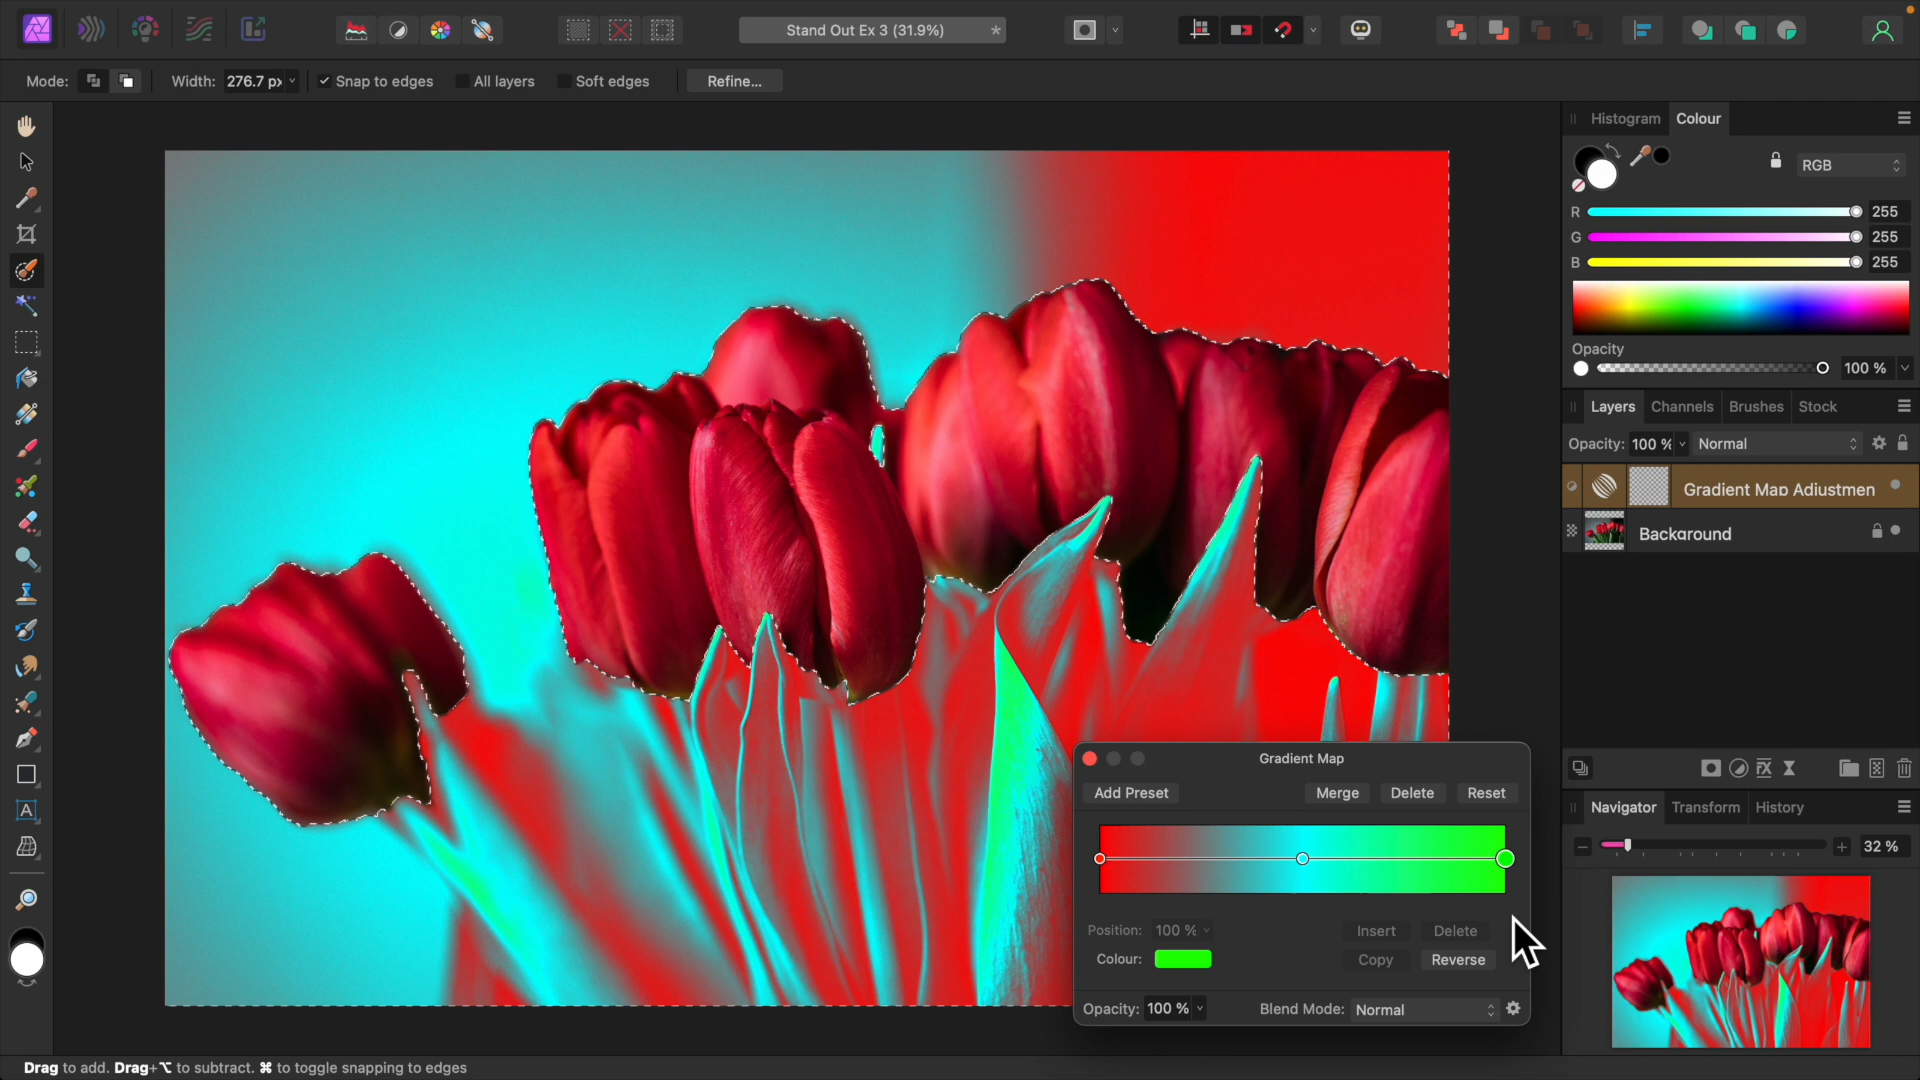 Stand Out Ex 3 (31.9%) *
Mode: Width: 276.7 px Snap to edges All layers Soft edges Refine...
Histogram Colour
RGB
R 255
G 255
B 255
Opacity
100 %
Layers Channels Brushes Stock
Opacity: 100 % Normal
Gradient Map Adjustmen
Background
Gradient Map
Add Preset Merge Delete Reset
Position: 100 % Insert Delete
Colour: Copy Reverse
Opacity: 100 % Blend Mode: Normal
Navigator Transform History
32 %
Drag to add. Drag+⌥ to subtract. ⌘ to toggle snapping to edges